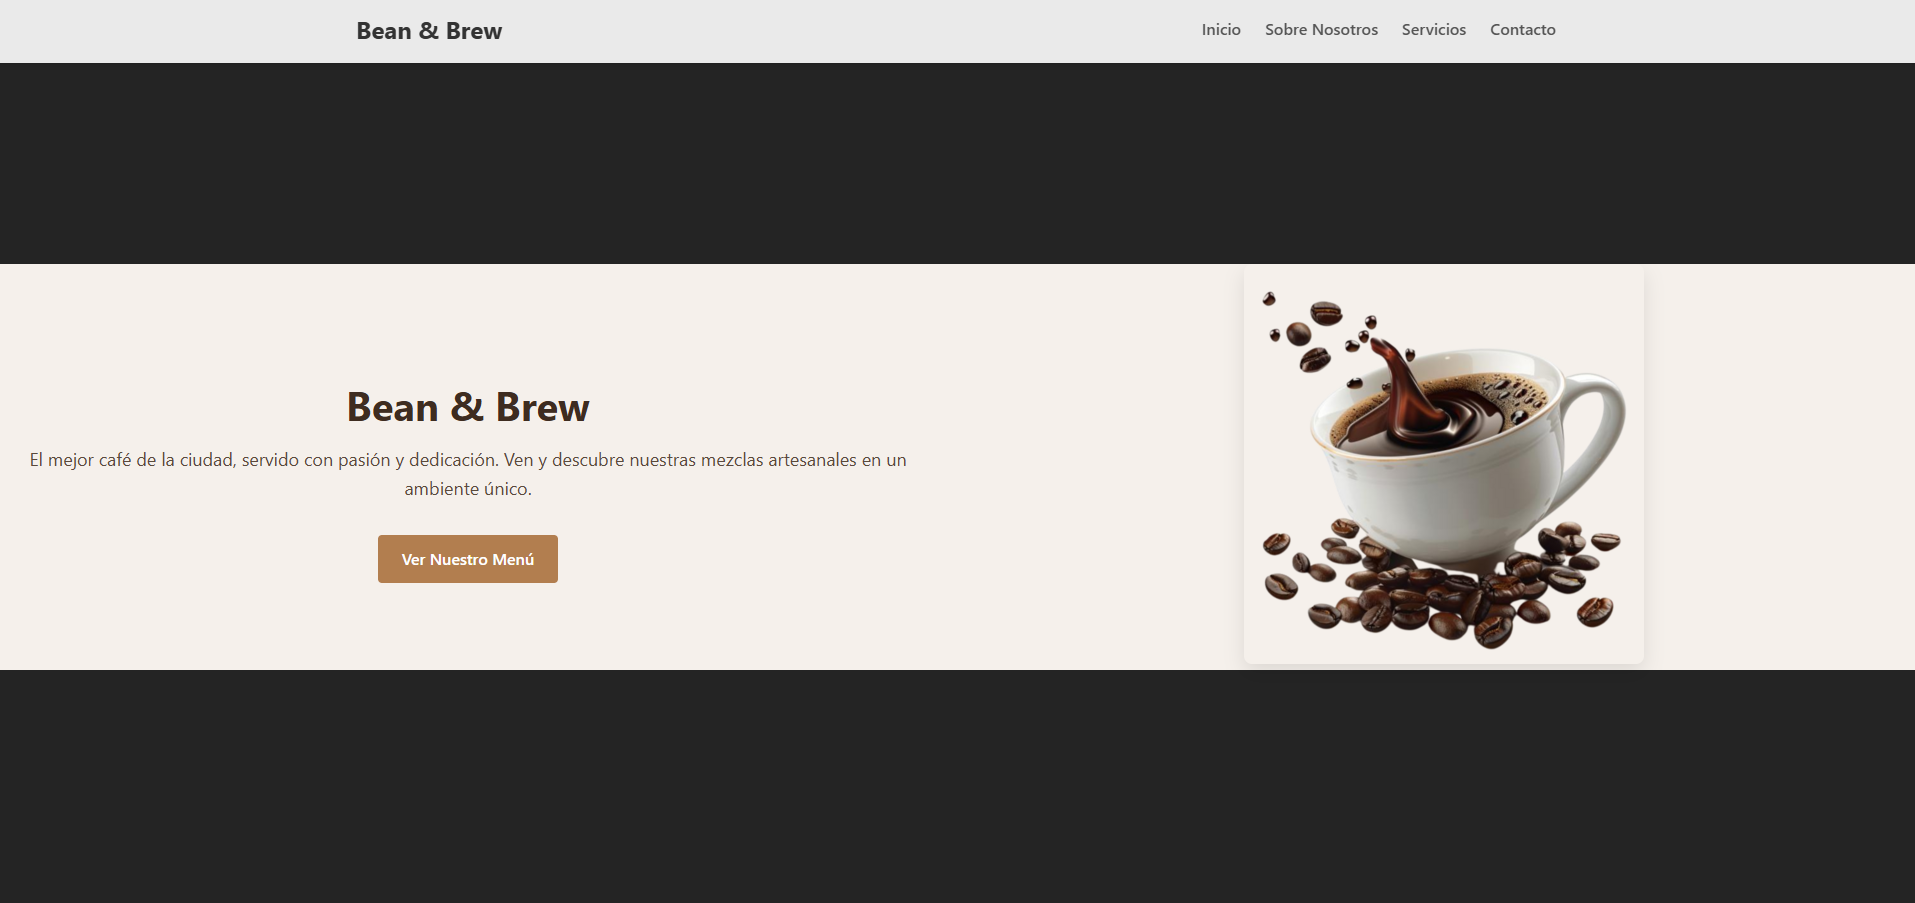 Bean & Brew
Inicio
Sobre Nosotros
Servicios
Contacto
Bean & Brew
El mejor café de la ciudad, servido con pasión y dedicación. Ven y descubre nuestras mezclas artesanales en un
ambiente único.
Ver Nuestro Menú